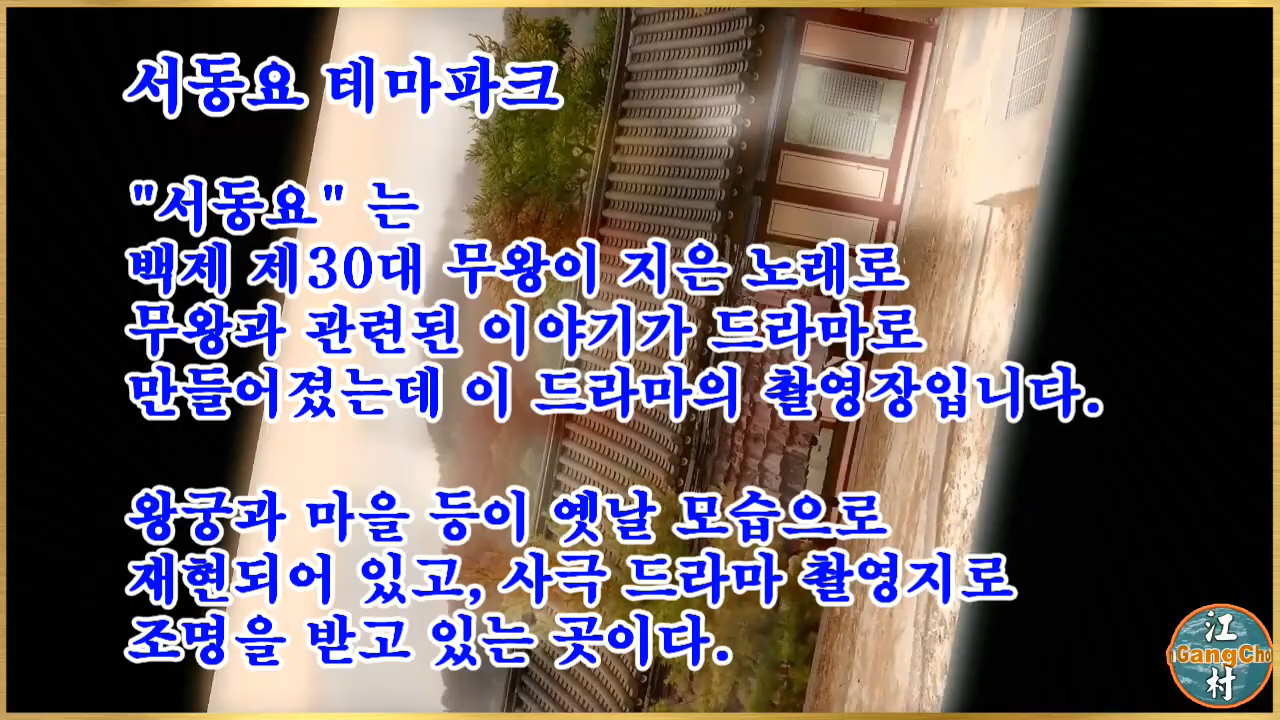 서동요 테마파크
"서동요" 는
백제 제30대 무왕이 지은 노래로
무왕과 관련된 이야기가 드라마로
만들어졌는데 이 드라마의 촬영장입니다.
왕궁과 마을 등이 옛날 모습으로
재현되어 있고, 사극 드라마 촬영지로
조명을 받고 있는 곳이다.
江
GangCho
村